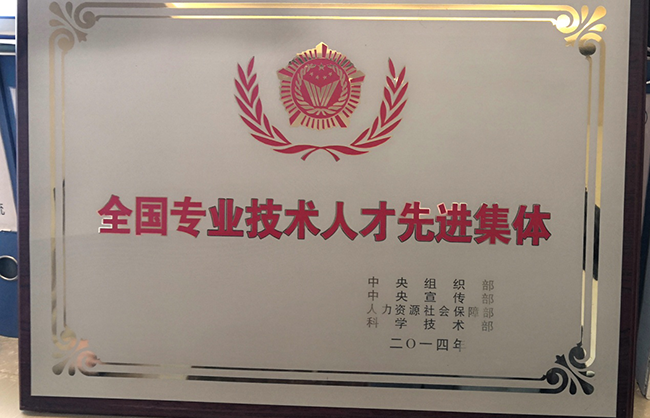 全国专业技术人才先进集体
中央组织部
中央宣传部
人力资源社会保障部
科学技术部
二〇一四年